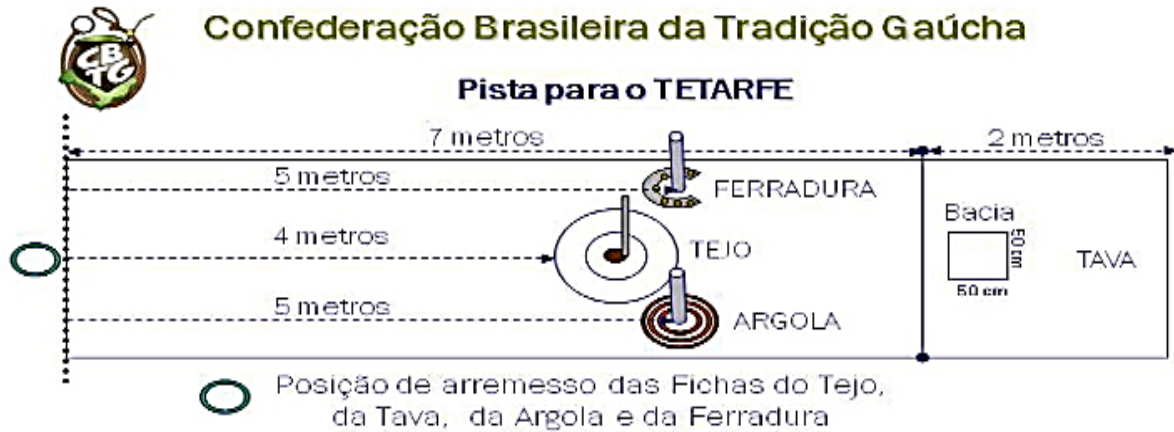 Confederação Brasileira da Tradição Gaúcha
CB
TG
Pista para o TETARFE
7 metros
2 metros
5 metros
FERRADURA
4 metros
TEJO
Bacia
50 cm
50 cm
TAVA
5 metros
ARGOLA
Posição de arremesso das Fichas do Tejo,
da Tava, da Argola e da Ferradura